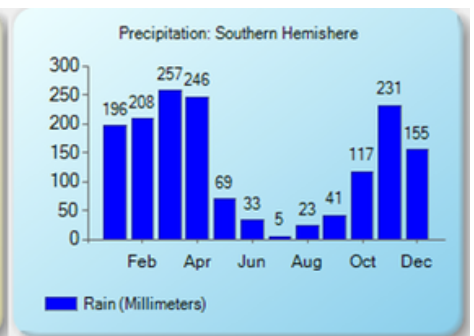 Precipitation: Southern Hemishere
300
250
200
150
100
50
0
196 208 257 246 69 33 5 23 41 117 231 155
Feb Apr Jun Aug Oct Dec
Rain (Millimeters)